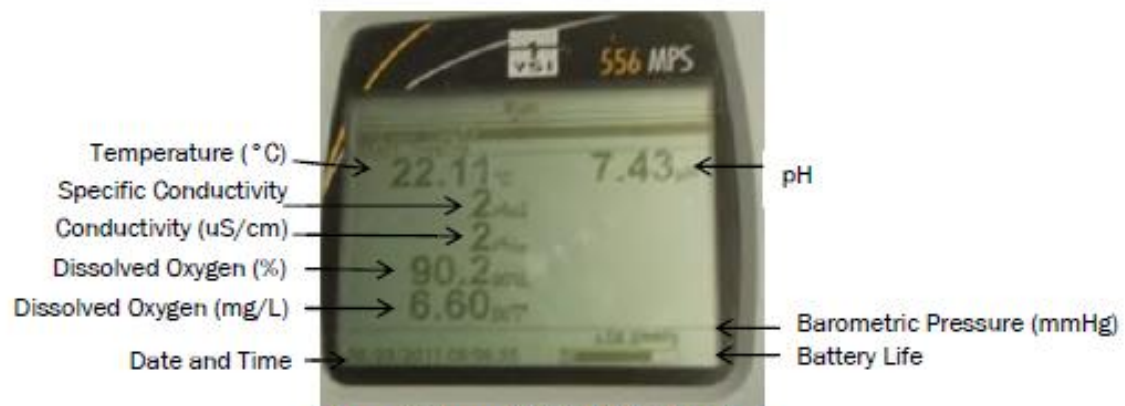 YSI 556 MPS
Temperature (°C) 22.11 °C 7.43 pH
Specific Conductivity 2
Conductivity (uS/cm) 2
Dissolved Oxygen (%) 90.2
Dissolved Oxygen (mg/L) 6.60
Barometric Pressure (mmHg)
Date and Time Battery Life